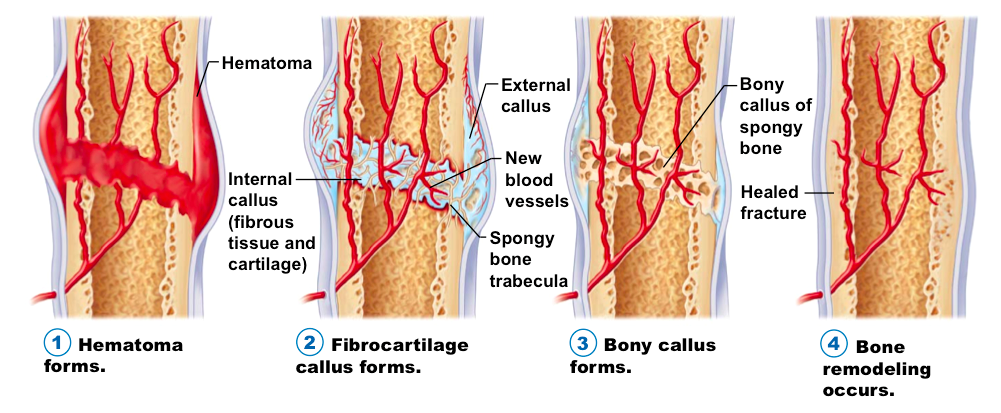 Hematoma
Internal
callus
(fibrous
tissue and
cartilage)
External
callus
New
blood
vessels
Spongy
bone
trabecula
Bony
callus of
spongy
bone
Healed
fracture
1 Hematoma
forms.
2 Fibrocartilage
callus forms.
3 Bony callus
forms.
4 Bone
remodeling
occurs.